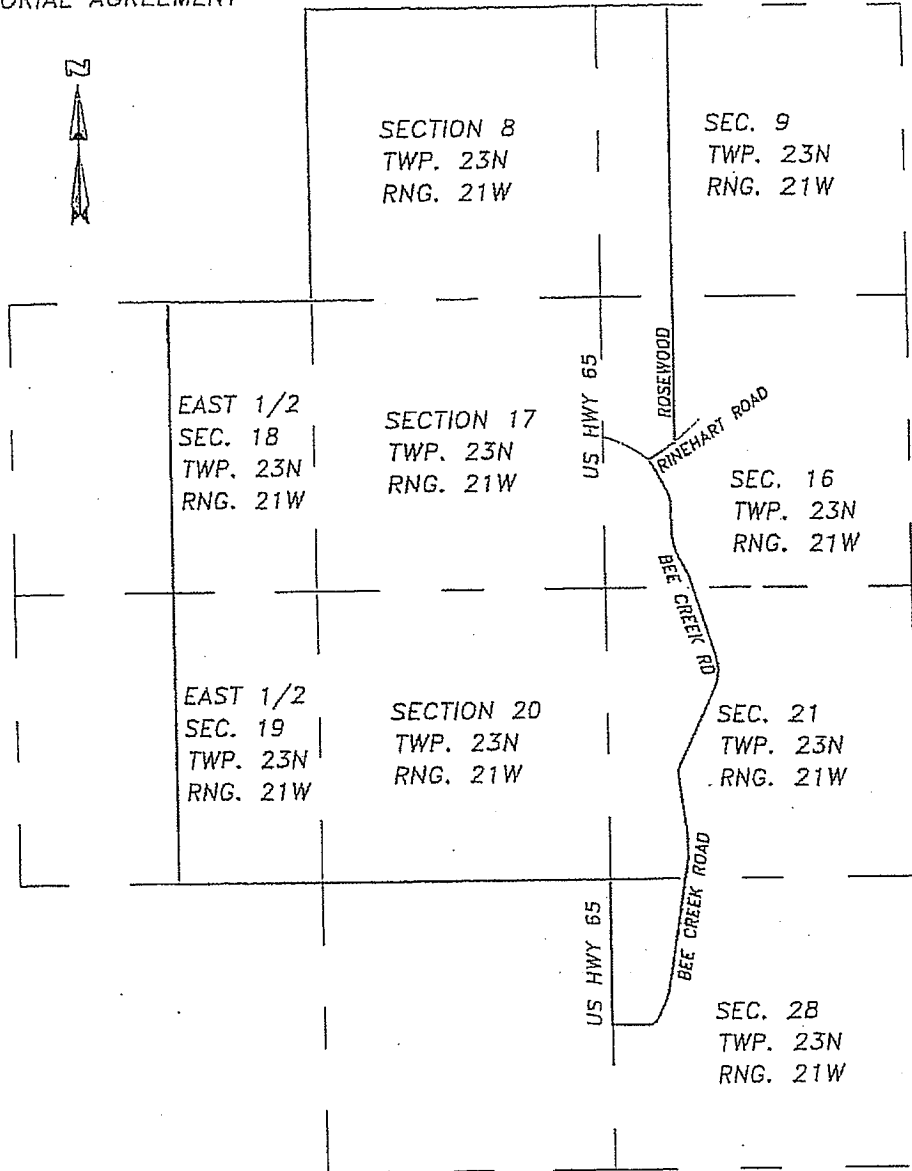 ORIAL AGREEMENT
N
SECTION 8
TWP. 23N
RNG. 21W
SEC. 9
TWP. 23N
RNG. 21W
EAST 1/2
SEC. 18
TWP. 23N
RNG. 21W
SECTION 17
TWP. 23N
RNG. 21W
US HWY 65
ROSEWOOD
RINEHART ROAD
SEC. 16
TWP. 23N
RNG. 21W
BEE CREEK RD
EAST 1/2
SEC. 19
TWP. 23N
RNG. 21W
SECTION 20
TWP. 23N
RNG. 21W
SEC. 21
TWP. 23N
RNG. 21W
BEE CREEK ROAD
US HWY 65
SEC. 28
TWP. 23N
RNG. 21W